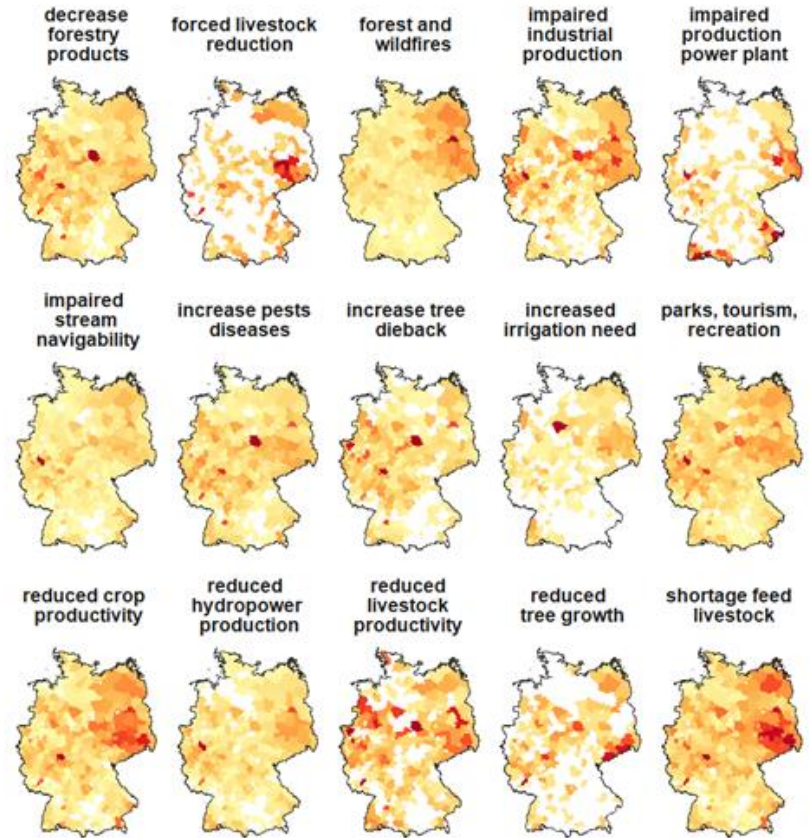 decrease
forestry
products
forced livestock
reduction
forest and
wildfires
impaired
industrial
production
impaired
production
power plant
impaired
stream
navigability
increase pests
diseases
increase tree
dieback
increased
irrigation need
parks, tourism,
recreation
reduced crop
productivity
reduced
hydropower
production
reduced
livestock
productivity
reduced
tree growth
shortage feed
livestock